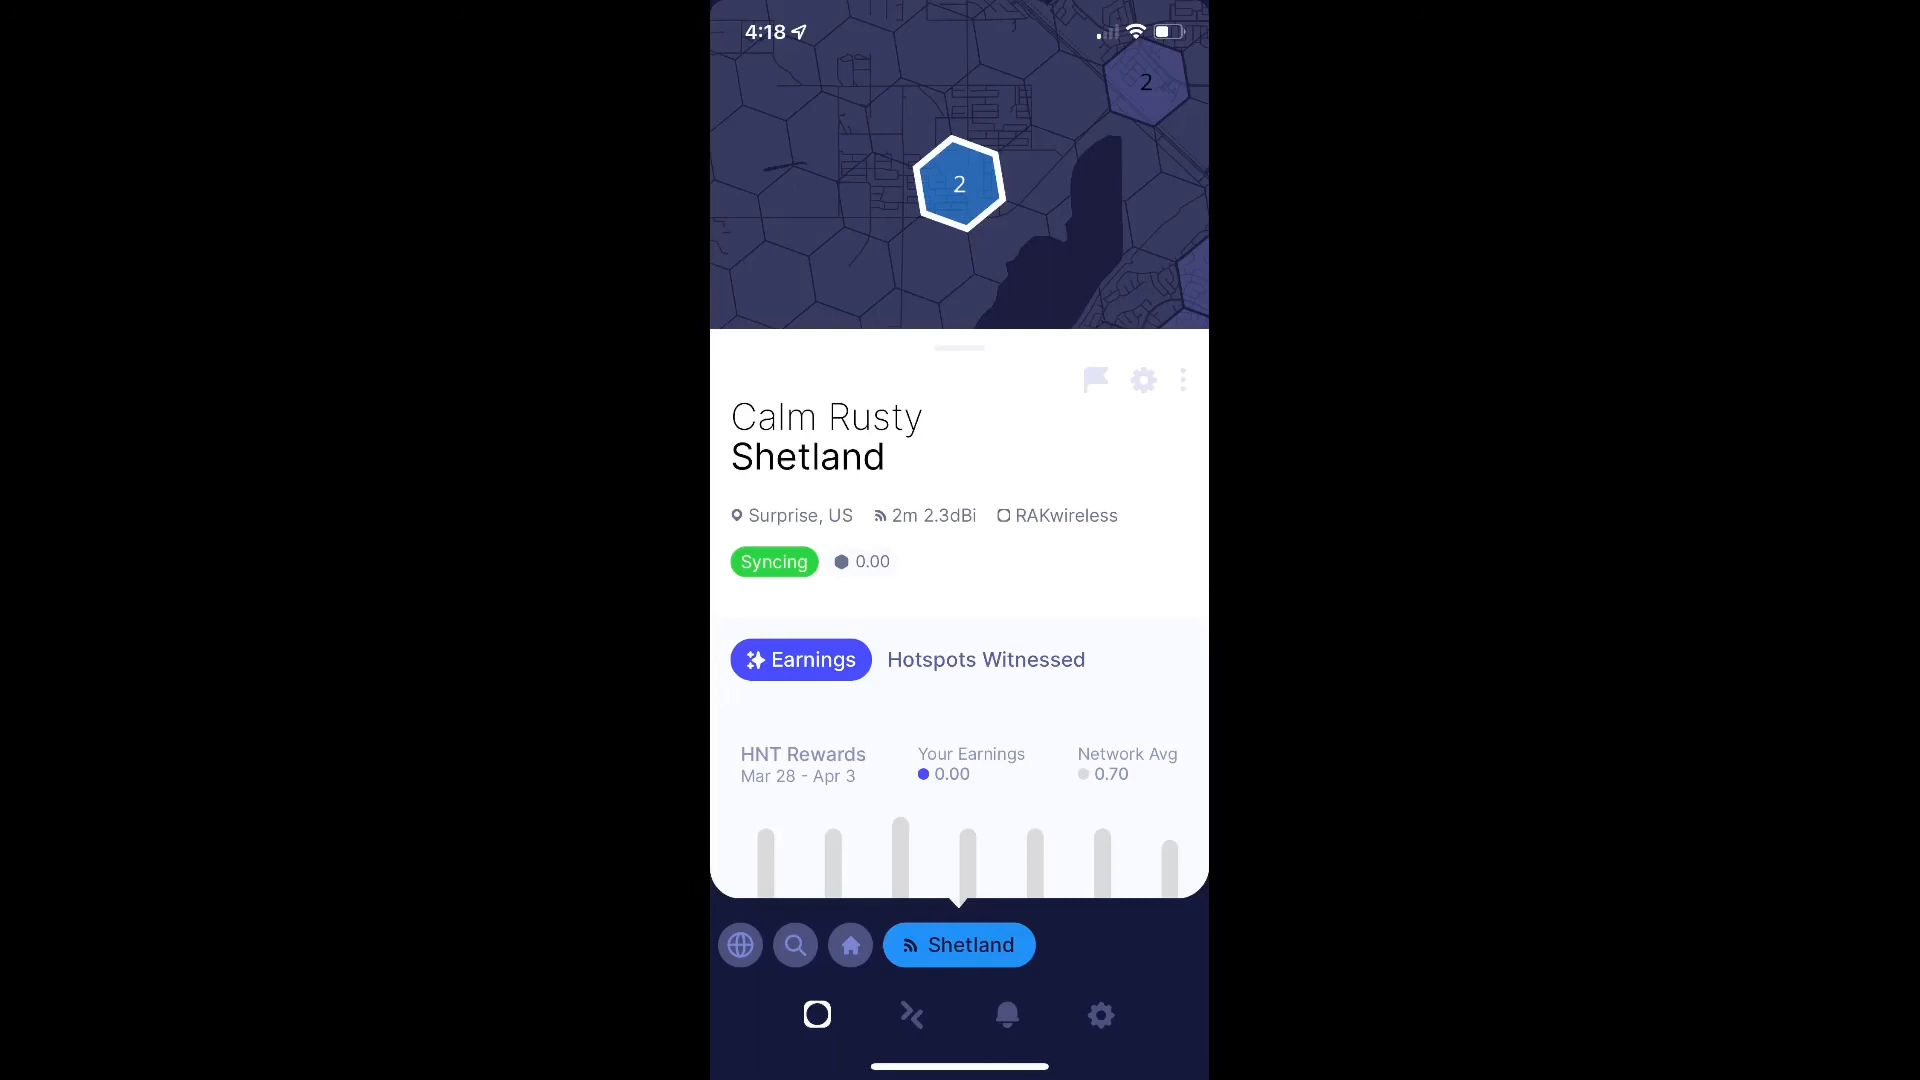 4:18
2
2
Calm Rusty
Shetland
Surprise, US 2m 2.3dBi RAKwireless
Syncing 0.00
Earnings Hotspots Witnessed
HNT Rewards Your Earnings Network Avg
Mar 28 - Apr 3 0.00 0.70
Shetland